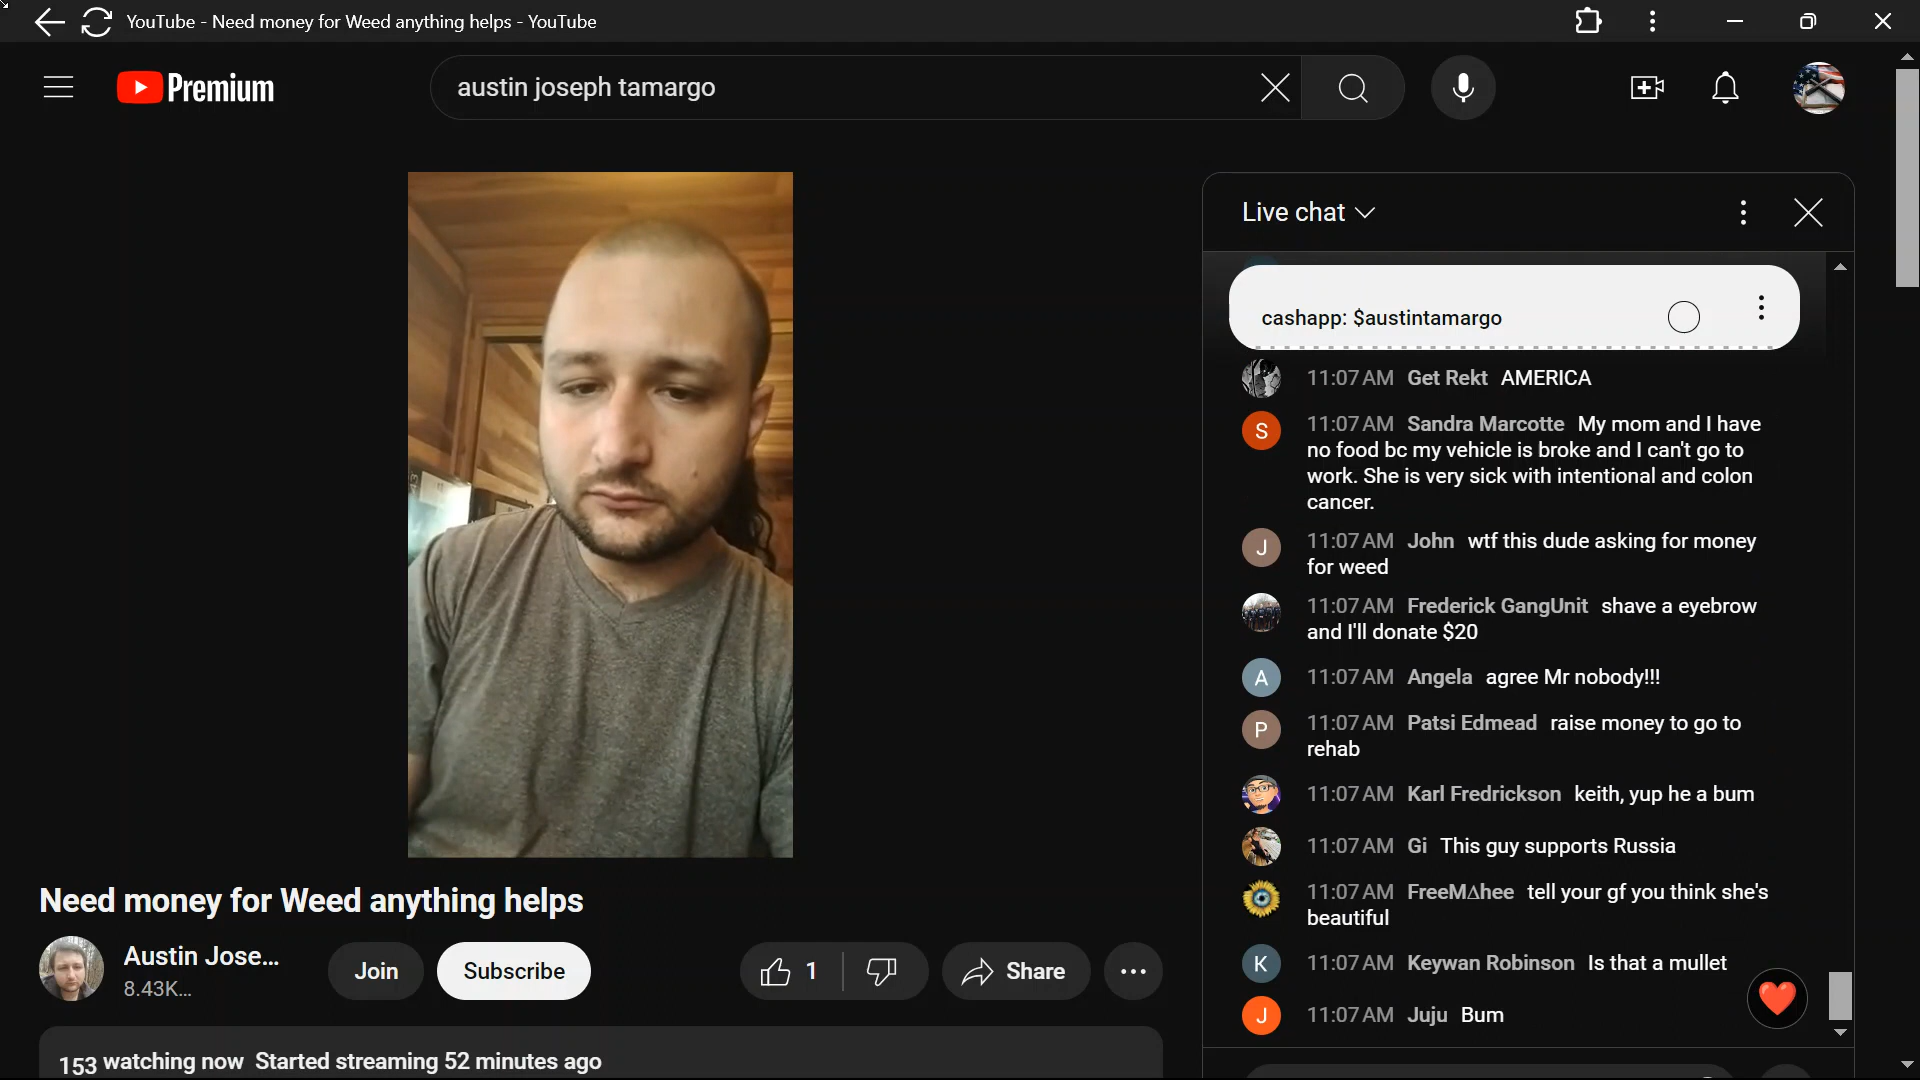 YouTube - Need money for Weed anything helps - YouTube
Premium
austin joseph tamargo
Live chat
cashapp: $austintamargo
11:07 AM Get Rekt AMERICA
S
11:07 AM Sandra Marcotte My mom and I have
no food bc my vehicle is broke and I can't go to
work. She is very sick with intentional and colon
cancer.
J
11:07 AM John wtf this dude asking for money
for weed
11:07 AM Frederick GangUnit shave a eyebrow
and I'll donate $20
A
11:07 AM Angela agree Mr nobody!!!
P
11:07 AM Patsi Edmead raise money to go to
rehab
11:07 AM Karl Fredrickson keith, yup he a bum
11:07 AM Gi This guy supports Russia
11:07 AM FreeMΔhee tell your gf you think she's
beautiful
K
11:07 AM Keywan Robinson Is that a mullet
J
11:07 AM Juju Bum
Need money for Weed anything helps
Austin Jose...
8.43K...
Join
Subscribe
1
Share
153 watching now Started streaming 52 minutes ago